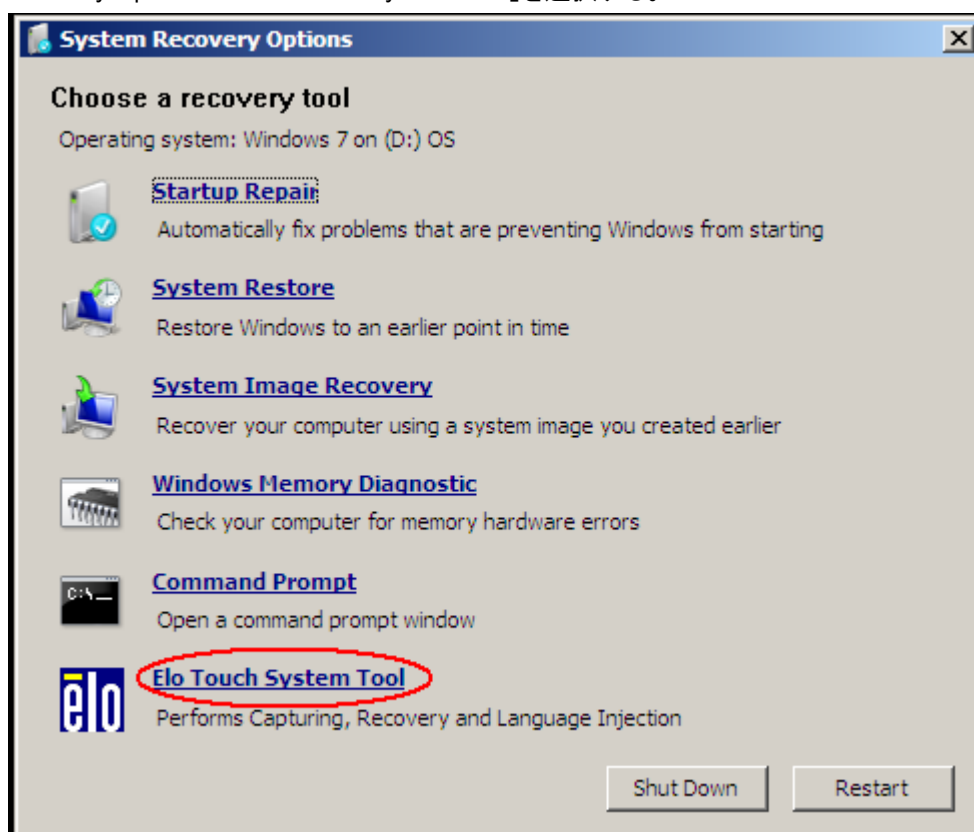 System Recovery Options
Choose a recovery tool
Operating system: Windows 7 on (D:) OS
Startup Repair
Automatically fix problems that are preventing Windows from starting
System Restore
Restore Windows to an earlier point in time
System Image Recovery
Recover your computer using a system image you created earlier
Windows Memory Diagnostic
Check your computer for memory hardware errors
C:\_
Command Prompt
Open a command prompt window
ēlo
Elo Touch System Tool
Performs Capturing, Recovery and Language Injection
Shut Down
Restart